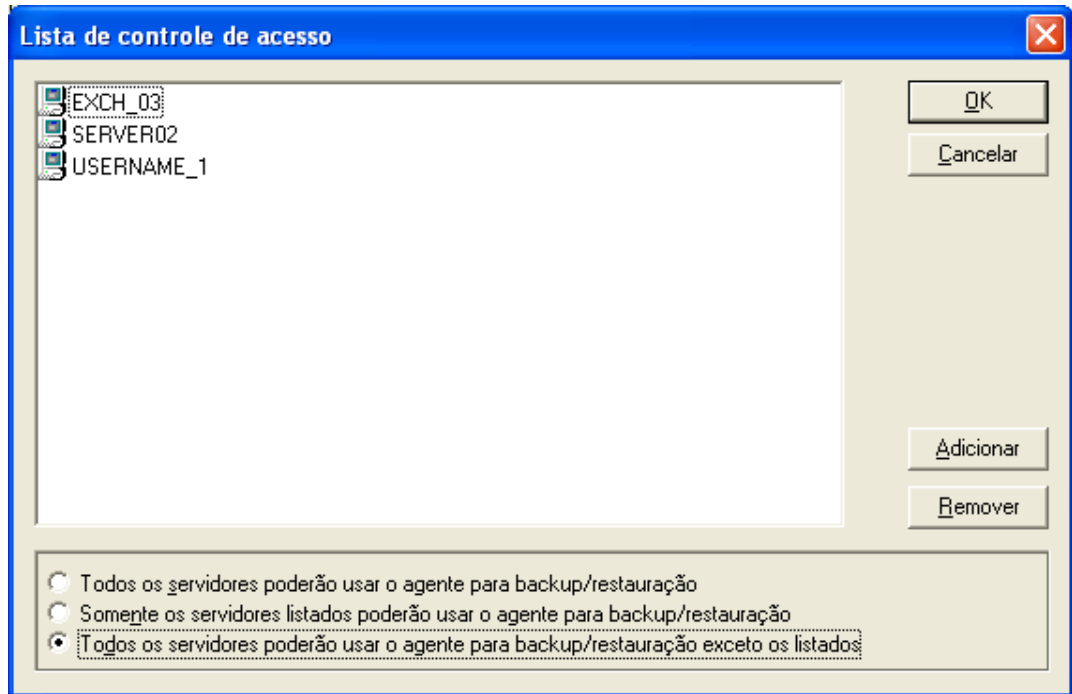 Lista de controle de acesso
EXCH_03
SERVER02
USERNAME_1
OK
Cancelar
Adicionar
Remover
Todos os servidores poderão usar o agente para backup/restauração
Somente os servidores listados poderão usar o agente para backup/restauração
Todos os servidores poderão usar o agente para backup/restauração exceto os listados